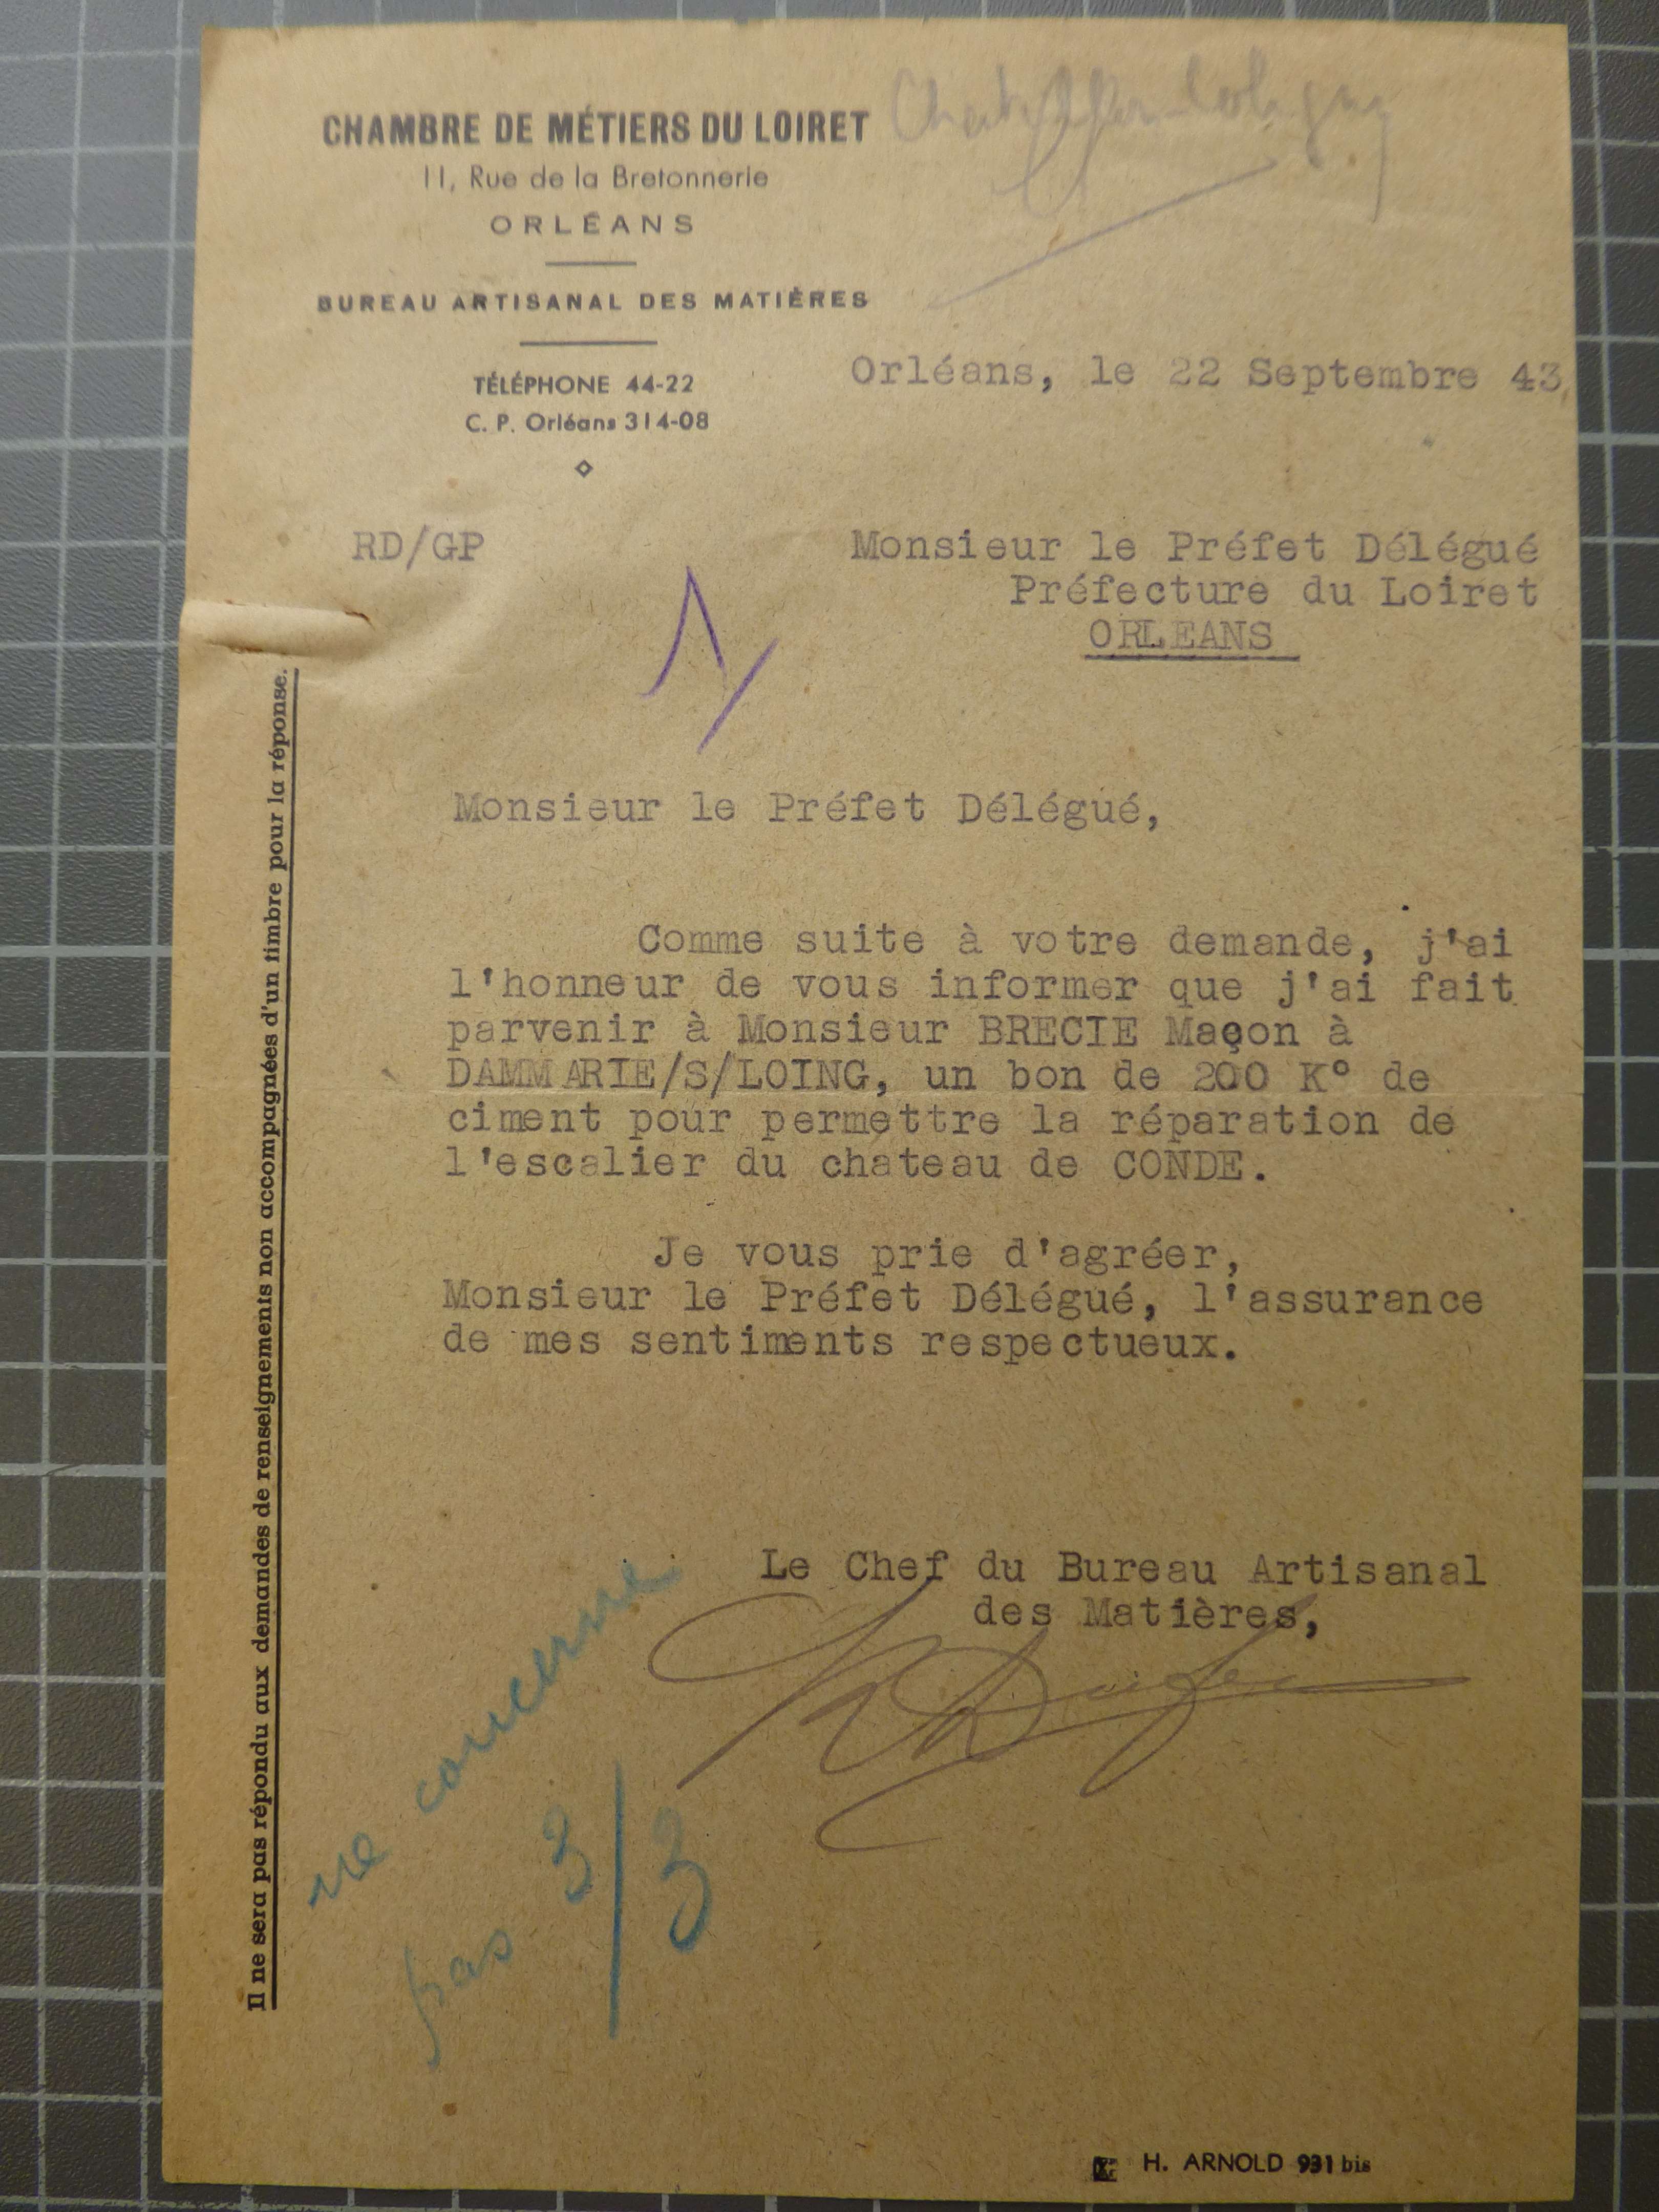 CHAMBRE DE MÉTIERS DU LOIRET
11, Rue de la Bretonnerie
ORLÉANS
BUREAU ARTISANAL DES MATIÈRES
TÉLÉPHONE 44-22
C. P. Orléans 314-08
Orléans, le 22 Septembre 43
RD/GP
Monsieur le Préfet Délégué
Préfecture du Loiret
ORLEANS
1/
Monsieur le Préfet Délégué,
Comme suite à votre demande, j'ai
l'honneur de vous informer que j'ai fait
parvenir à Monsieur BRECIE Maçon à
DAMMARIE/S/LOING, un bon de 200 K° de
ciment pour permettre la réparation de
l'escalier du chateau de CONDE.
Je vous prie d'agréer,
Monsieur le Préfet Délégué, l'assurance
de mes sentiments respectueux.
Le Chef du Bureau Artisanal
des Matières,
ne concerne
pas 3/3
Il ne sera pas répondu aux demandes de renseignements non accompagnées d'un timbre pour la réponse.
H. ARNOLD 931 bis